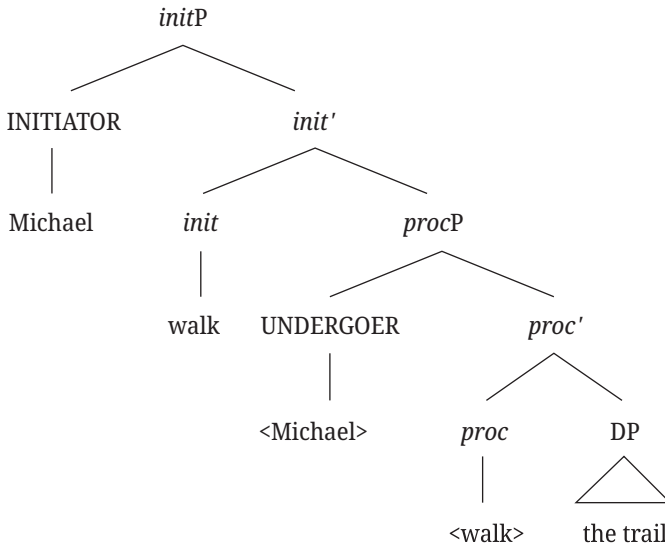 initP
INITIATOR init'
Michael init procP
walk UNDERGOER proc'
<Michael> proc DP
<walk> the trail